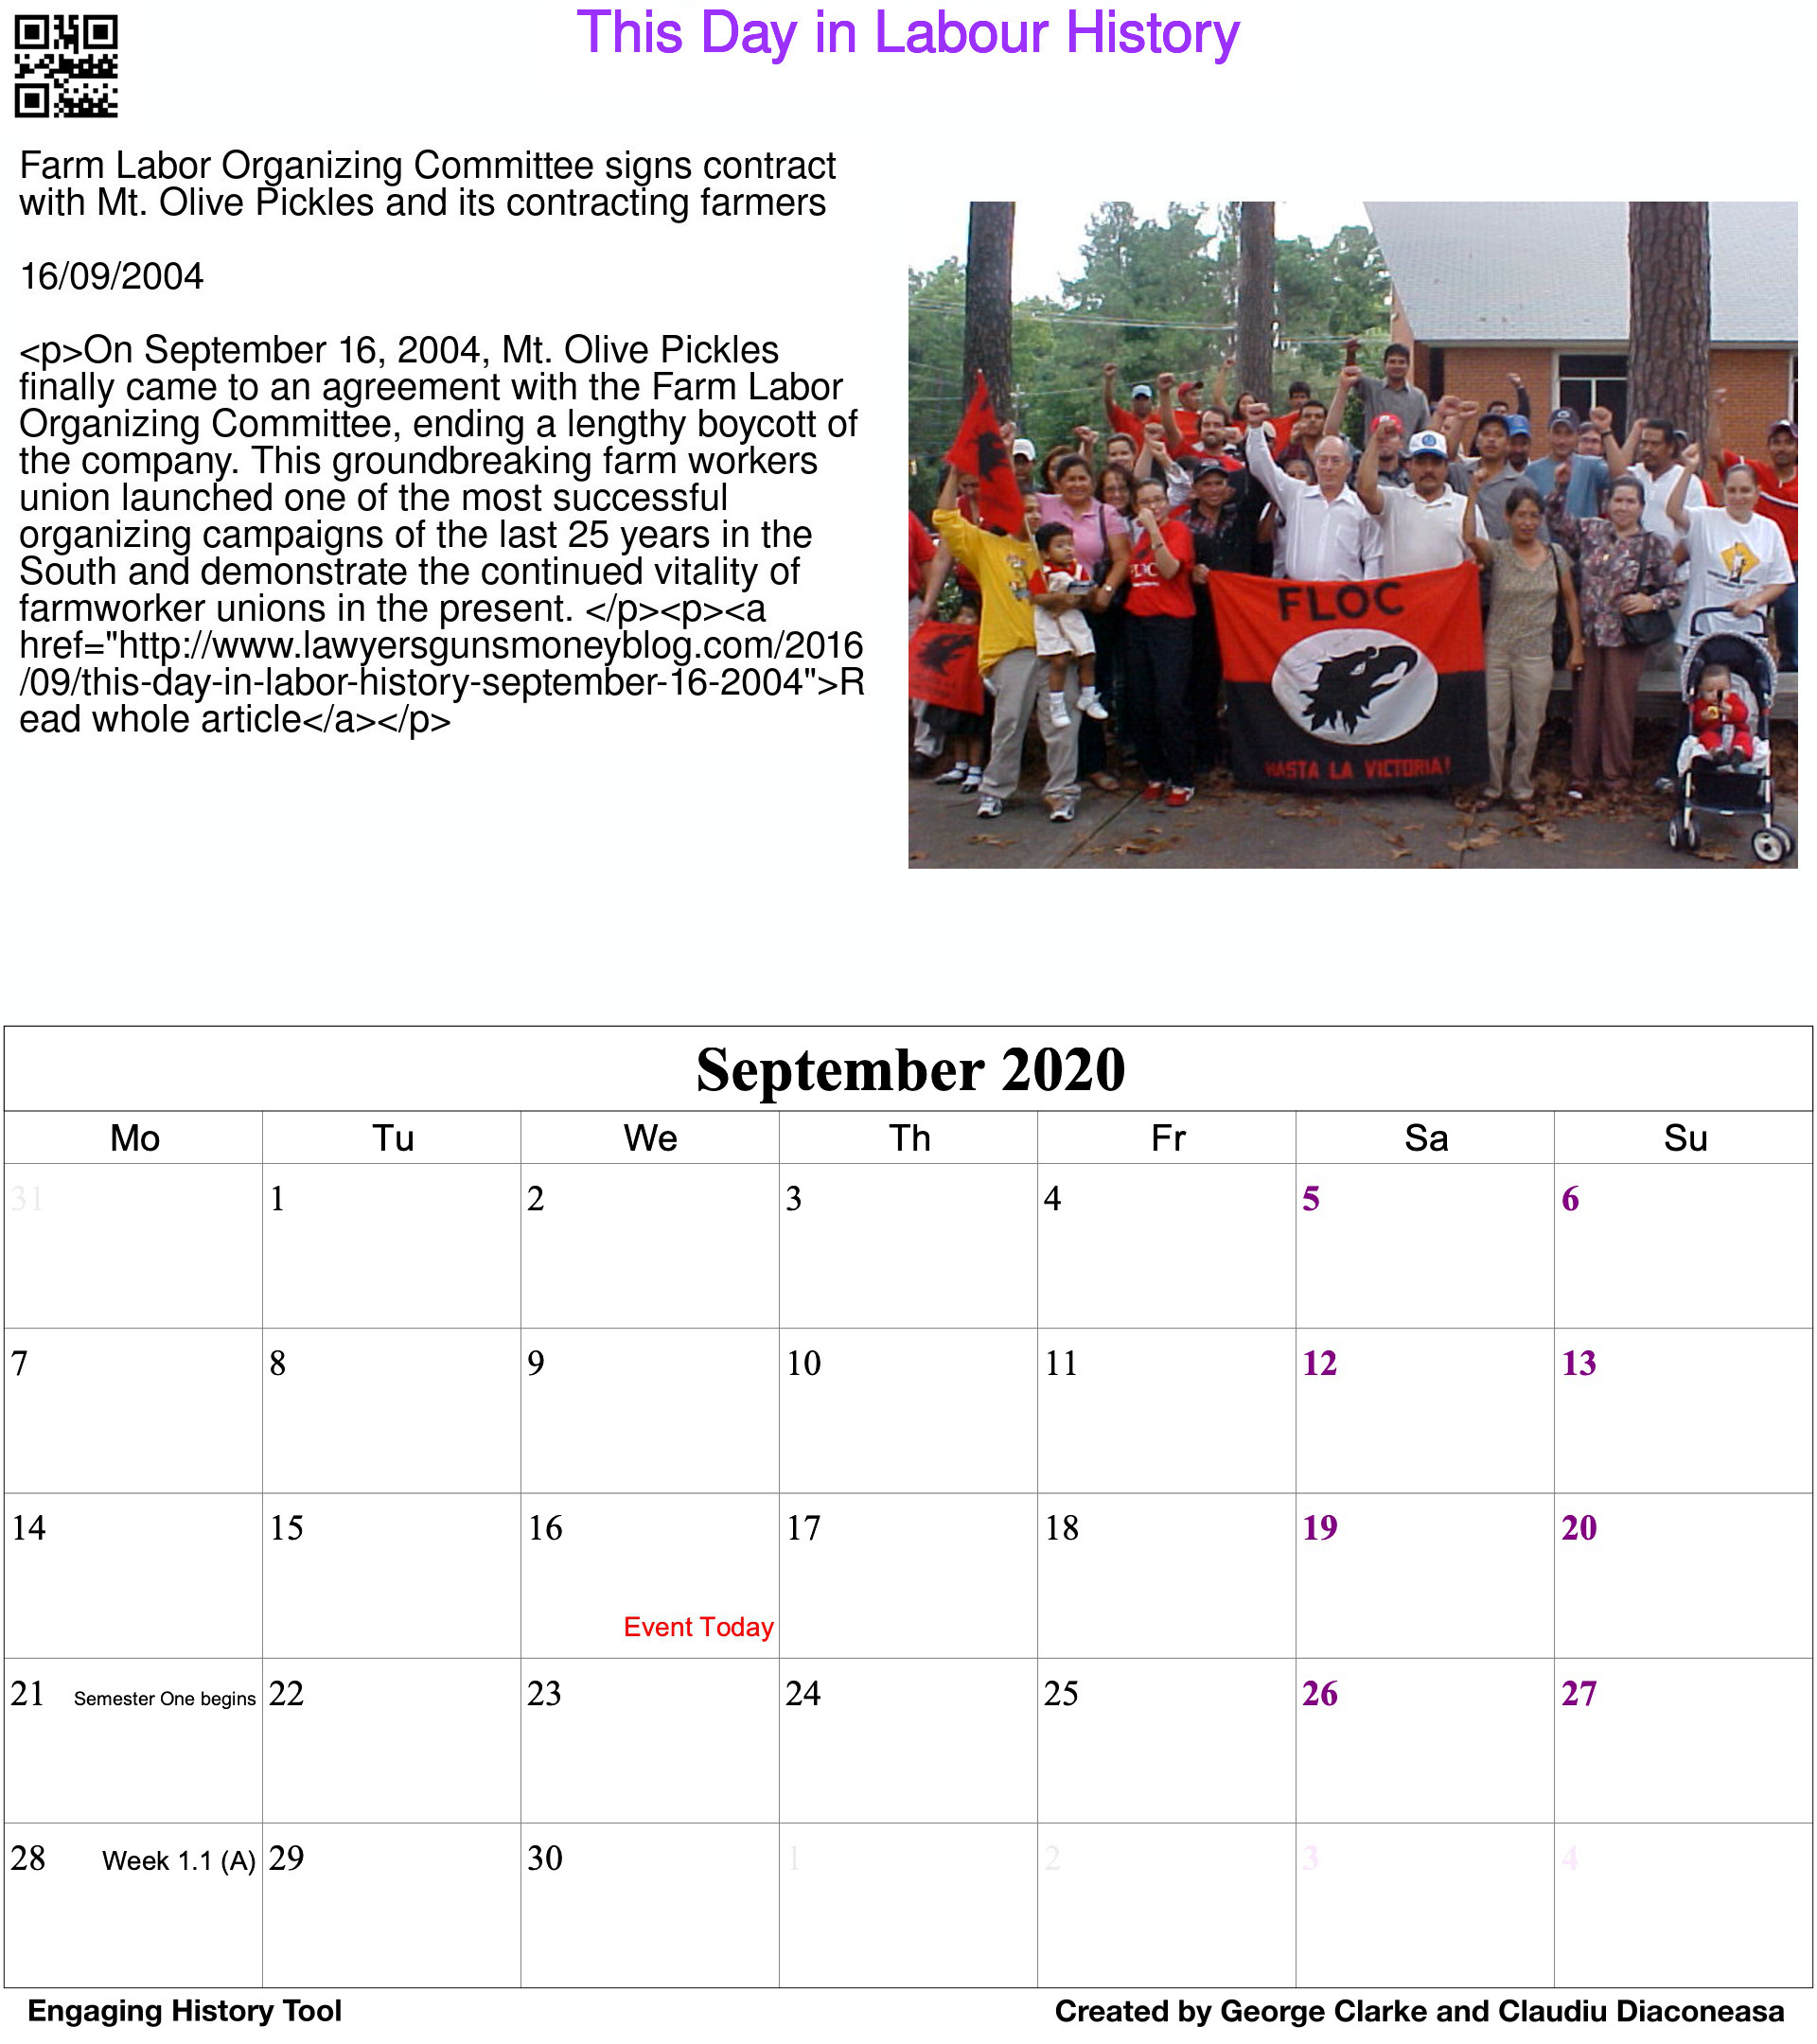 This Day in Labour History
Farm Labor Organizing Committee signs contract
with Mt. Olive Pickles and its contracting farmers
16/09/2004
<p>On September 16, 2004, Mt. Olive Pickles
finally came to an agreement with the Farm Labor
Organizing Committee, ending a lengthy boycott of
the company. This groundbreaking farm workers
union launched one of the most successful
organizing campaigns of the last 25 years in the
South and demonstrate the continued vitality of
farmworker unions in the present. </p><p><a
href="http://www.lawyersgunsmoneyblog.com/2016
/09/this-day-in-labor-history-september-16-2004">R
ead whole article</a></p>
FLOC
HASTA LA VICTORIA!
September 2020
Mo Tu We Th Fr Sa Su
31 1 2 3 4 5 6
7 8 9 10 11 12 13
14 15 16 17 18 19 20
Event Today
21 Semester One begins 22 23 24 25 26 27
28 Week 1.1 (A) 29 30 1 2 3 4
Engaging History Tool Created by George Clarke and Claudiu Diaconeasa